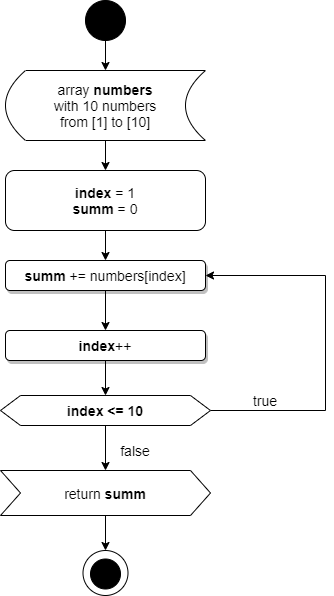 array numbers
with 10 numbers
from [1] to [10]
index = 1
summ = 0
summ += numbers[index]
index++
index <= 10
true
false
return summ